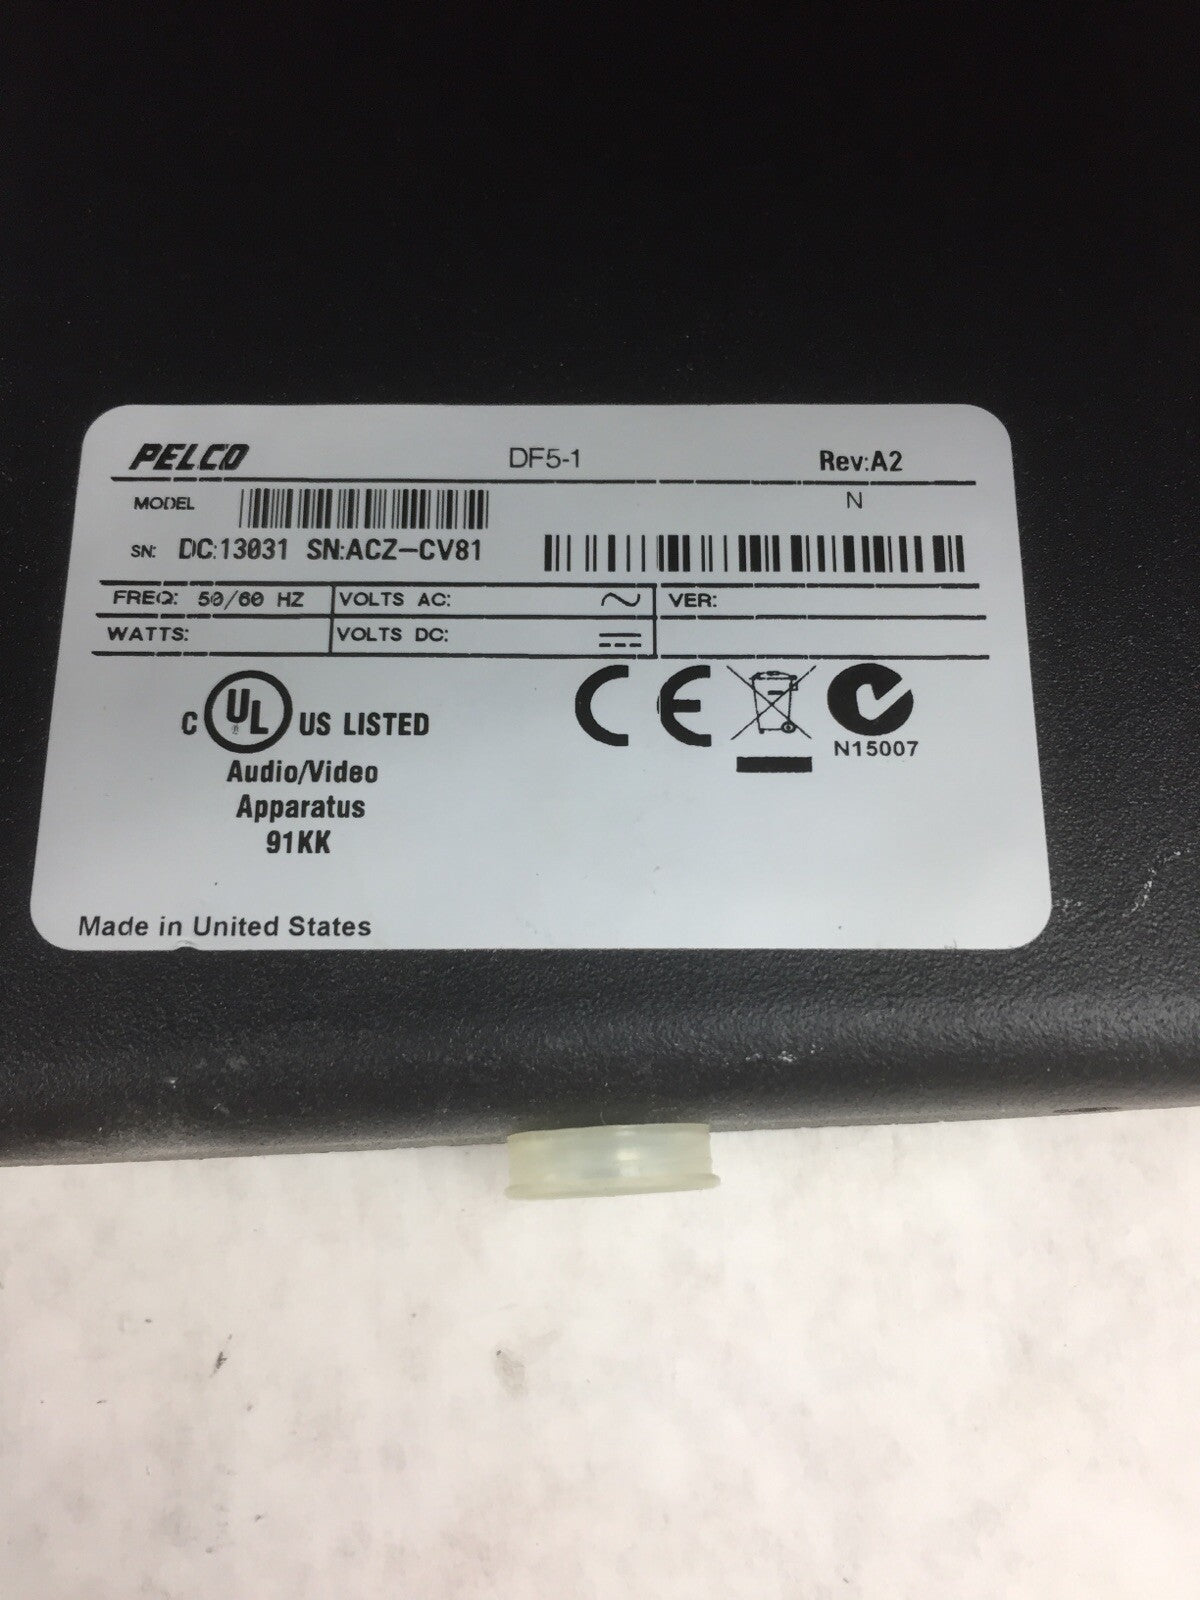 PELCO DF5-1 Rev:A2
MODEL N
SN: DC:13031 SN:ACZ-CV81
FREQ: 50/60 HZ VOLTS AC: VER:
WATTS: VOLTS DC:
C UL US LISTED CE
N15007
Audio/Video
Apparatus
91KK
Made in United States